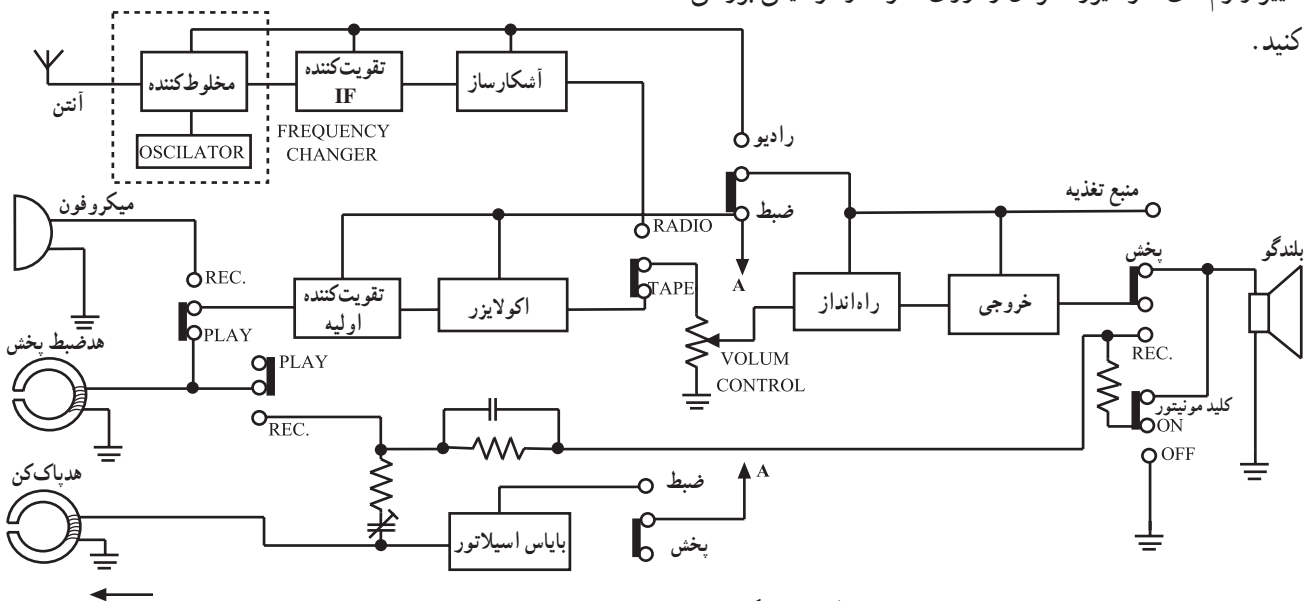 کنید.
آنتن
مخلوط‌کننده
OSCILATOR
تقویت‌کننده
IF
FREQUENCY
CHANGER
آشکارساز
رادیو
ضبط
A
منبع تغذیه
میکروفون
REC.
PLAY
هدضبط پخش
PLAY
REC.
تقویت‌کننده
اولیه
اکولایزر
RADIO
TAPE
VOLUM
CONTROL
راه‌انداز
خروجی
پخش
REC.
بلندگو
کلید مونیتور
ON
OFF
هدپاک‌کن
بایاس اسیلاتور
ضبط
پخش
A